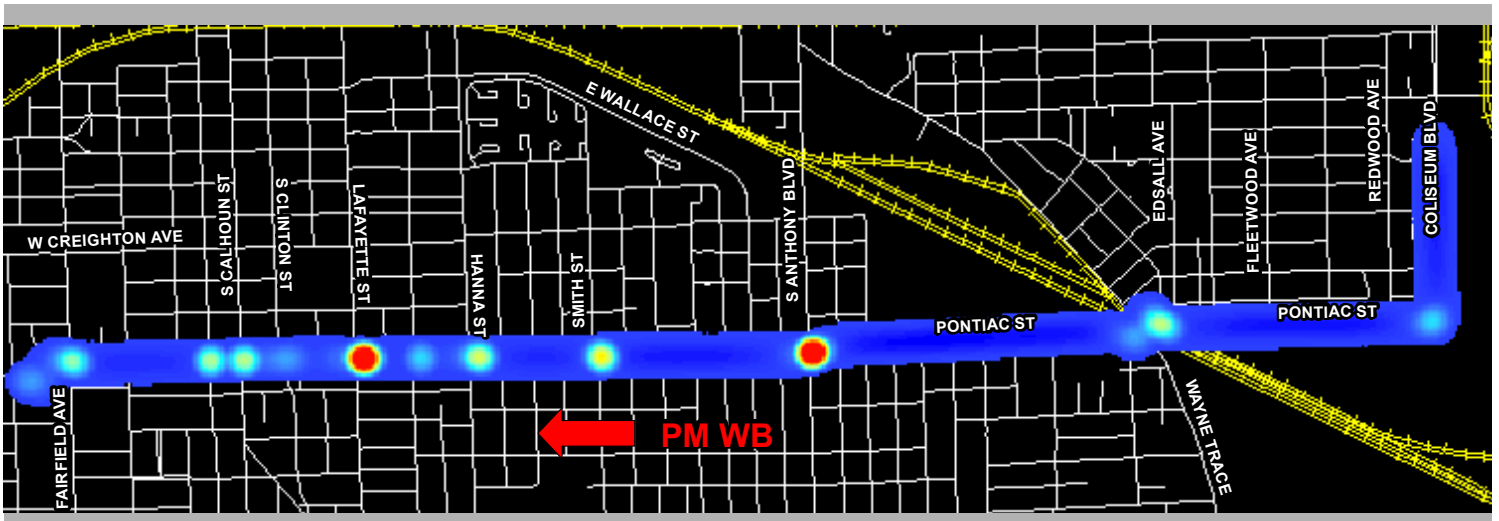 E WALLACE ST
REDWOOD AVE
COLISEUM BLVD
EDSALL AVE
FLEETWOOD AVE
S ANTHONY BLVD
S CALHOUN ST
S CLINTON ST
LAFAYETTE ST
W CREIGHTON AVE
HANNA ST
SMITH ST
PONTIAC ST
PONTIAC ST
FAIRFIELD AVE
PM WB
WAYNE TRACE